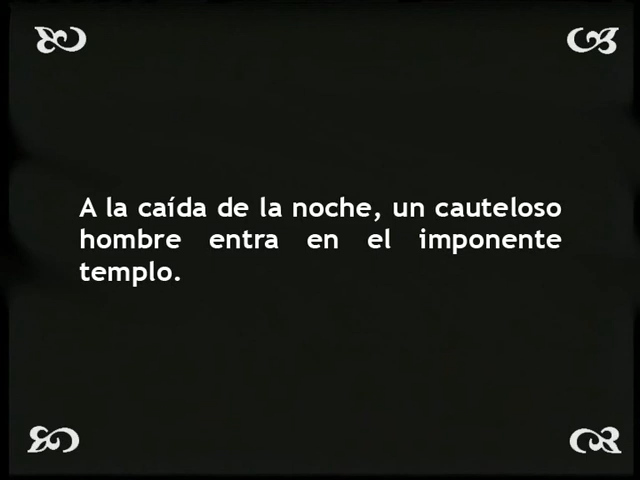 A la caída de la noche, un cauteloso
hombre entra en el imponente
templo.